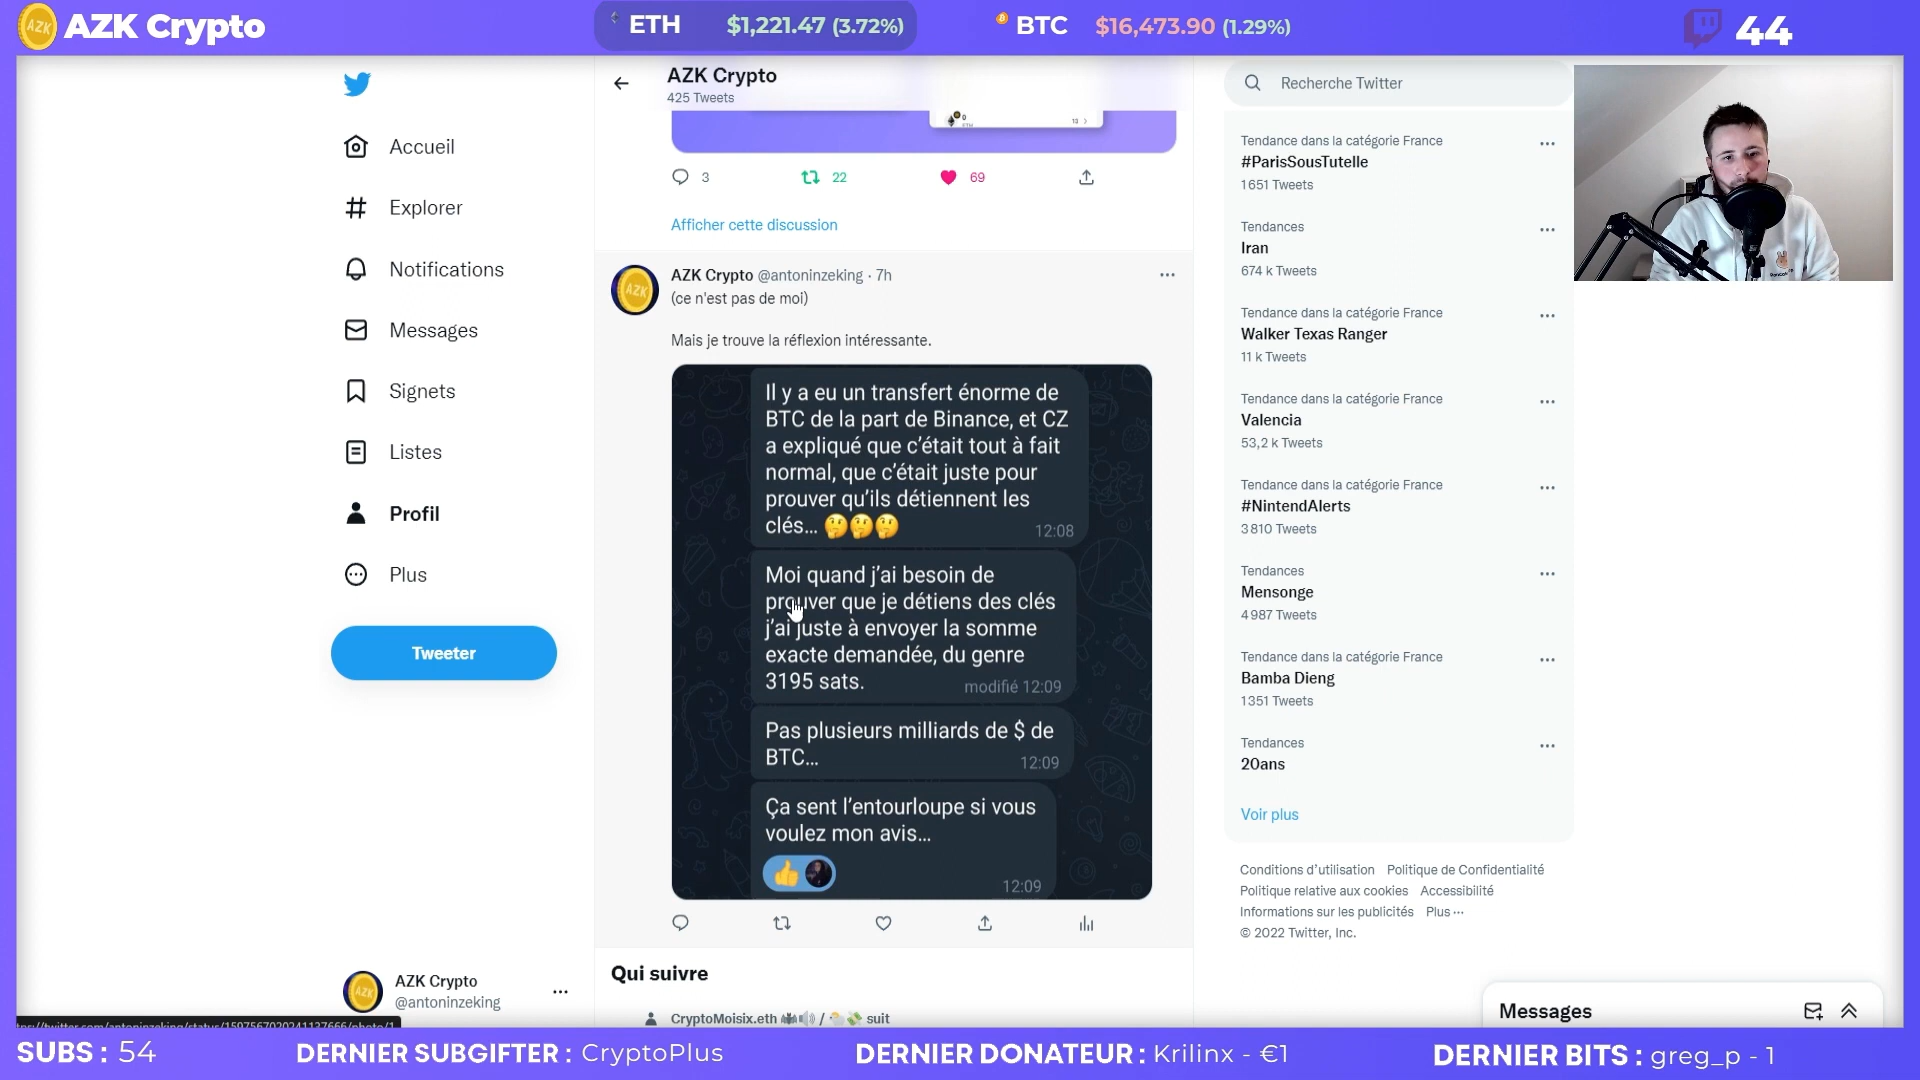 AZK Crypto
ETH $1,221.47 (3.72%)
BTC $16,473.90 (1.29%)
44
AZK Crypto
425 Tweets
Recherche Twitter
Accueil
Explorer
Notifications
Messages
Signets
Listes
Profil
Plus
Tweeter
AZK Crypto
@antoninzeking
3 22 69
Afficher cette discussion
AZK Crypto @antoninzeking · 7h
(ce n'est pas de moi)
Mais je trouve la réflexion intéressante.
Il y a eu un transfert énorme de
BTC de la part de Binance, et CZ
a expliqué que c’était tout à fait
normal, que c’était juste pour
prouver qu’ils détiennent les
clés... 🤔🤔🤔 12:08
Moi quand j’ai besoin de
prouver que je détiens des clés
j’ai juste à envoyer la somme
exacte demandée, du genre
3195 sats. modifié 12:09
Pas plusieurs milliards de $ de
BTC... 12:09
Ça sent l’entourloupe si vous
voulez mon avis...
👍 12:09
Qui suivre
CryptoMoisix.eth / suit
Tendance dans la catégorie France
#ParisSousTutelle
1 651 Tweets
Tendances
Iran
674 k Tweets
Tendance dans la catégorie France
Walker Texas Ranger
11 k Tweets
Tendance dans la catégorie France
Valencia
53,2 k Tweets
Tendance dans la catégorie France
#NintendAlerts
3 810 Tweets
Tendances
Mensonge
4 987 Tweets
Tendance dans la catégorie France
Bamba Dieng
1 351 Tweets
Tendances
20ans
Voir plus
Conditions d’utilisation Politique de Confidentialité
Politique relative aux cookies Accessibilité
Informations sur les publicités Plus ···
© 2022 Twitter, Inc.
Messages
SUBS : 54
DERNIER SUBGIFTER : CryptoPlus
DERNIER DONATEUR : Krilinx - €1
DERNIER BITS : greg_p - 1